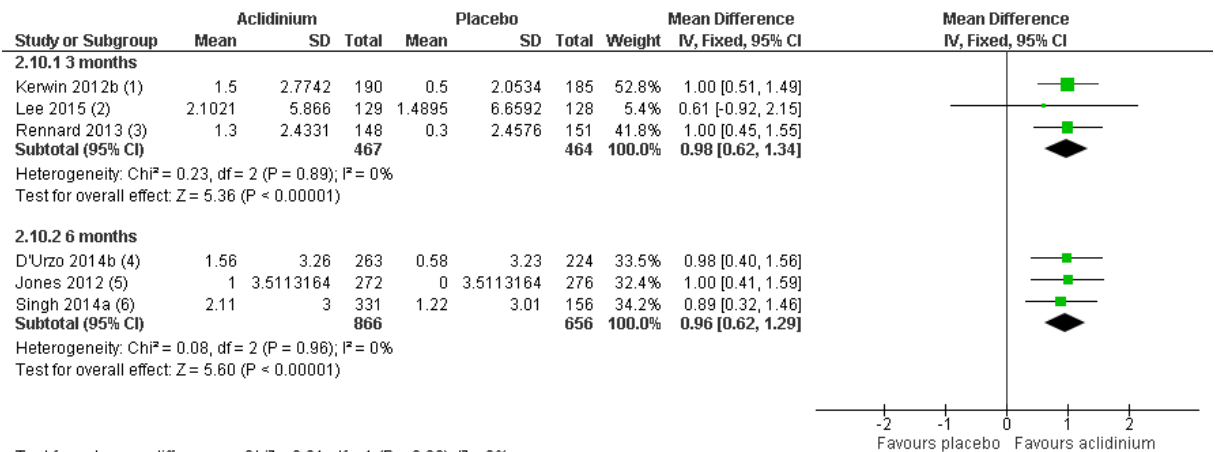 Aclidinium Placebo Mean Difference Mean Difference
Study or Subgroup Mean SD Total Mean SD Total Weight IV, Fixed, 95% CI IV, Fixed, 95% CI
2.10.1 3 months
Kerwin 2012b (1) 1.5 2.7742 190 0.5 2.0534 185 52.8% 1.00 [0.51, 1.49]
Lee 2015 (2) 2.1021 5.866 129 1.4895 6.6592 128 5.4% 0.61 [-0.92, 2.15]
Rennard 2013 (3) 1.3 2.4331 148 0.3 2.4576 151 41.8% 1.00 [0.45, 1.55]
Subtotal (95% CI) 467 464 100.0% 0.98 [0.62, 1.34]
Heterogeneity: Chi² = 0.23, df = 2 (P = 0.89); I² = 0%
Test for overall effect: Z = 5.36 (P < 0.00001)
2.10.2 6 months
D'Urzo 2014b (4) 1.56 3.26 263 0.58 3.23 224 33.5% 0.98 [0.40, 1.56]
Jones 2012 (5) 1 3.5113164 272 0 3.5113164 276 32.4% 1.00 [0.41, 1.59]
Singh 2014a (6) 2.11 3 331 1.22 3.01 156 34.2% 0.89 [0.32, 1.46]
Subtotal (95% CI) 866 656 100.0% 0.96 [0.62, 1.29]
Heterogeneity: Chi² = 0.08, df = 2 (P = 0.96); I² = 0%
Test for overall effect: Z = 5.60 (P < 0.00001)
-2 -1 0 1 2
Favours placebo Favours aclidinium